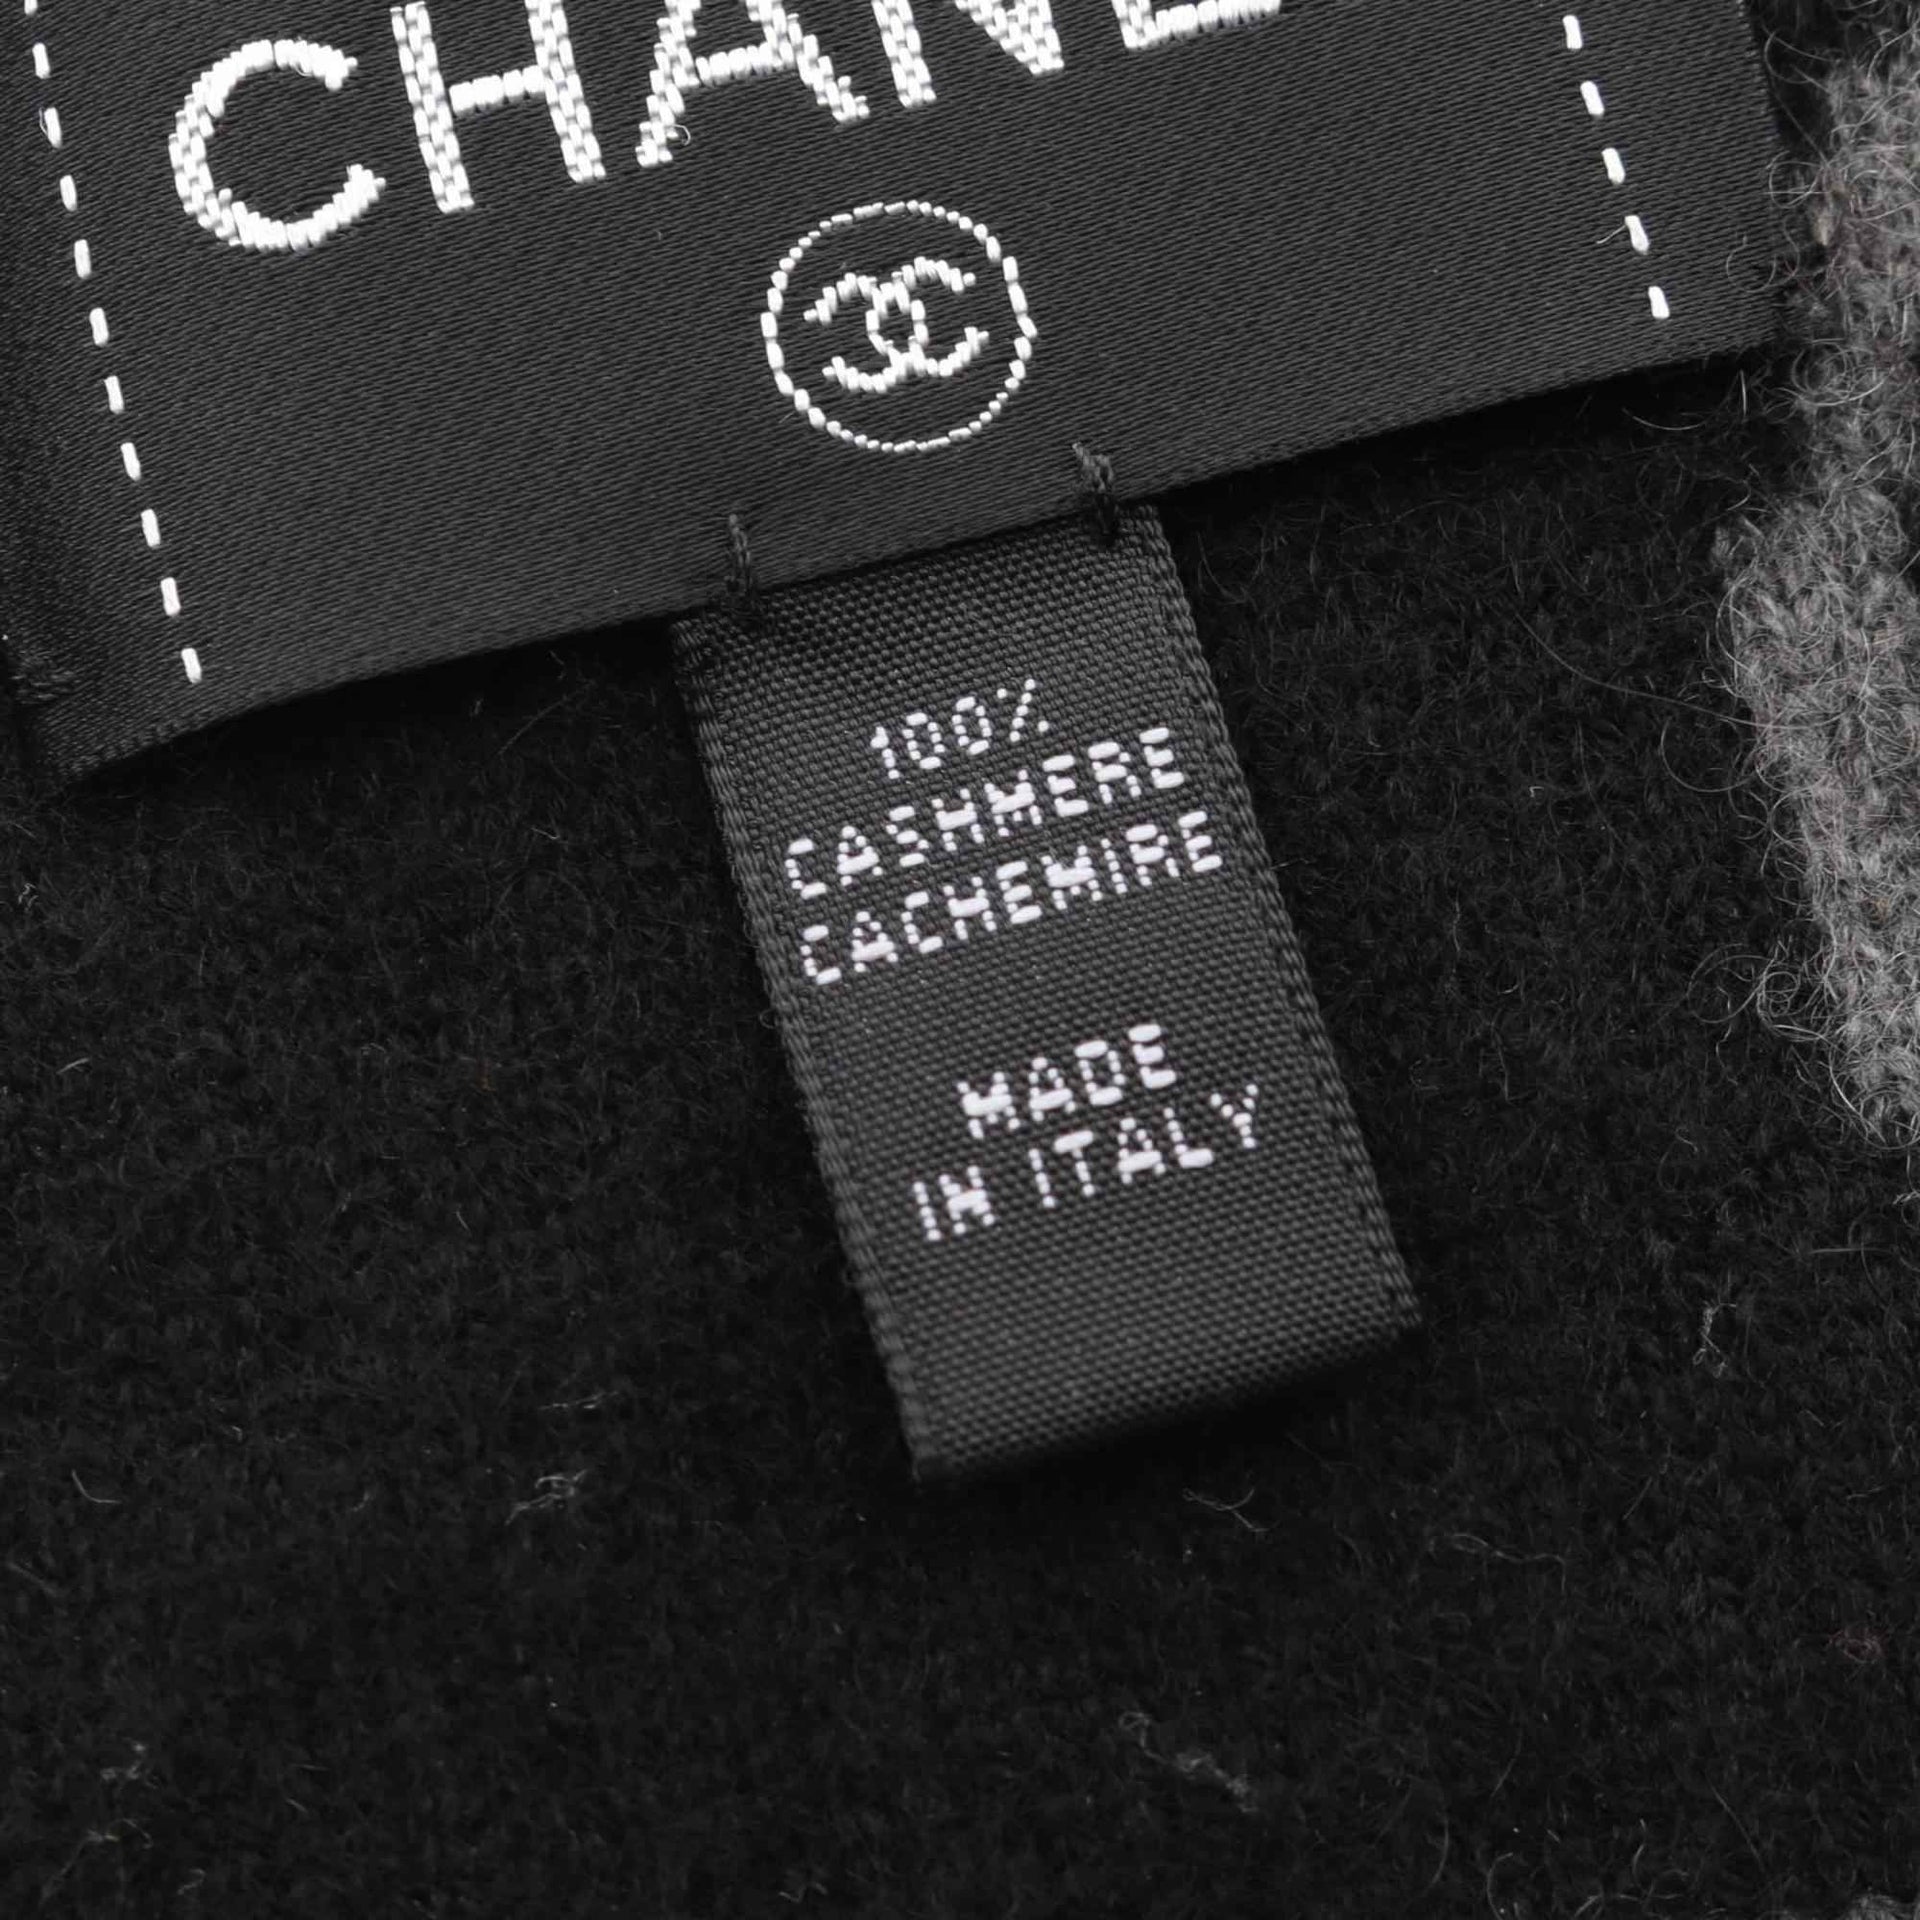 CHANEL
100%
CASHMERE
CACHEMIRE
MADE
IN ITALY